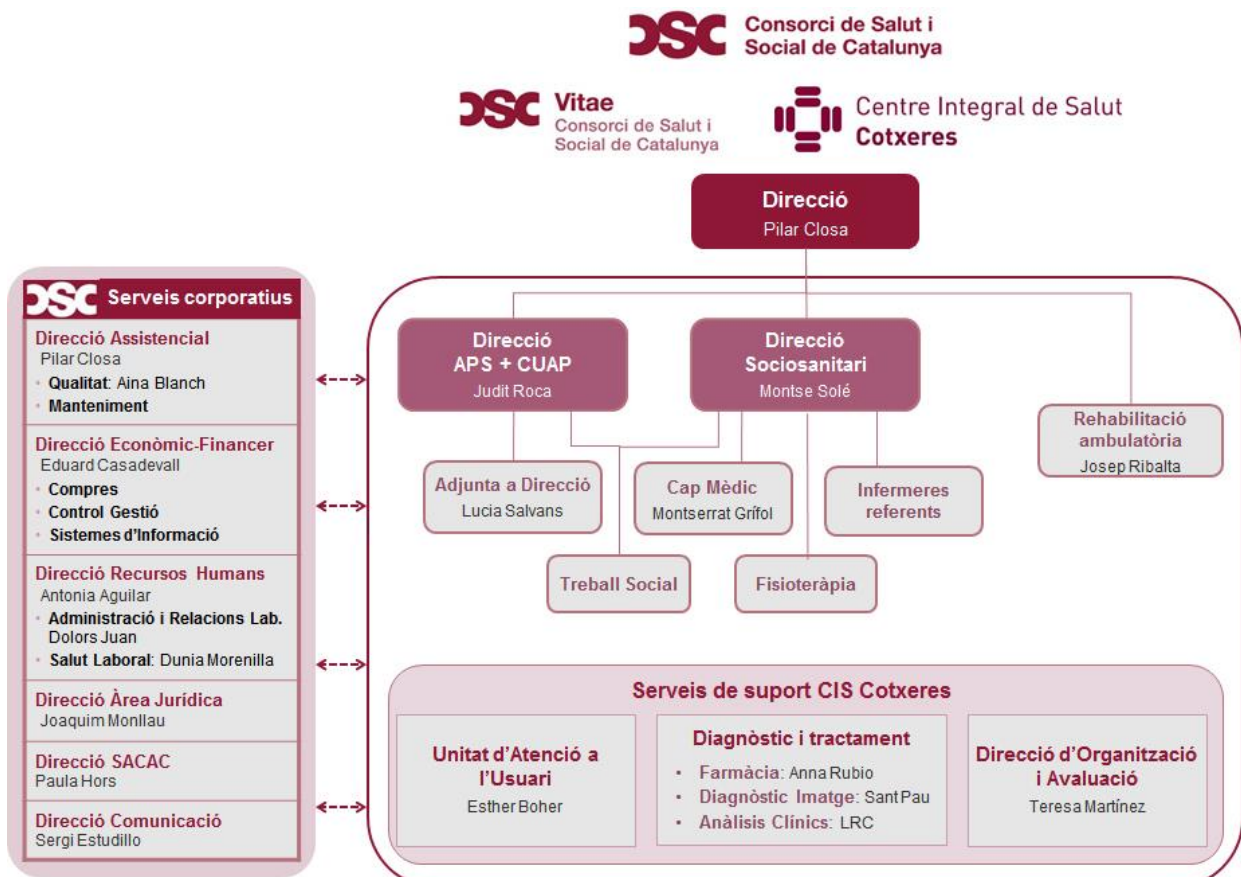 CSC Consorci de Salut i
Social de Catalunya
CSC Vitae
Consorci de Salut i
Social de Catalunya
Centre Integral de Salut
Cotxeres
Direcció
Pilar Closa
CSC Serveis corporatius
Direcció Assistencial
Pilar Closa
• Qualitat: Aina Blanch
• Manteniment
Direcció Econòmic-Financer
Eduard Casadevall
• Compres
• Control Gestió
• Sistemes d'Informació
Direcció Recursos Humans
Antonia Aguilar
• Administració i Relacions Lab.
Dolors Juan
• Salut Laboral: Dunia Morenilla
Direcció Àrea Jurídica
Joaquim Monllau
Direcció SACAC
Paula Hors
Direcció Comunicació
Sergi Estudillo
Direcció
APS + CUAP
Judit Roca
Direcció
Sociosanitari
Montse Solé
Rehabilitació
ambulatòria
Josep Ribalta
Adjunta a Direcció
Lucia Salvans
Cap Mèdic
Montserrat Grífol
Infermeres
referents
Treball Social
Fisioteràpia
Serveis de suport CIS Cotxeres
Unitat d'Atenció a
l'Usuari
Esther Boher
Diagnòstic i tractament
• Farmàcia: Anna Rubio
• Diagnòstic Imatge: Sant Pau
• Anàlisis Clínics: LRC
Direcció d'Organització
i Avaluació
Teresa Martínez